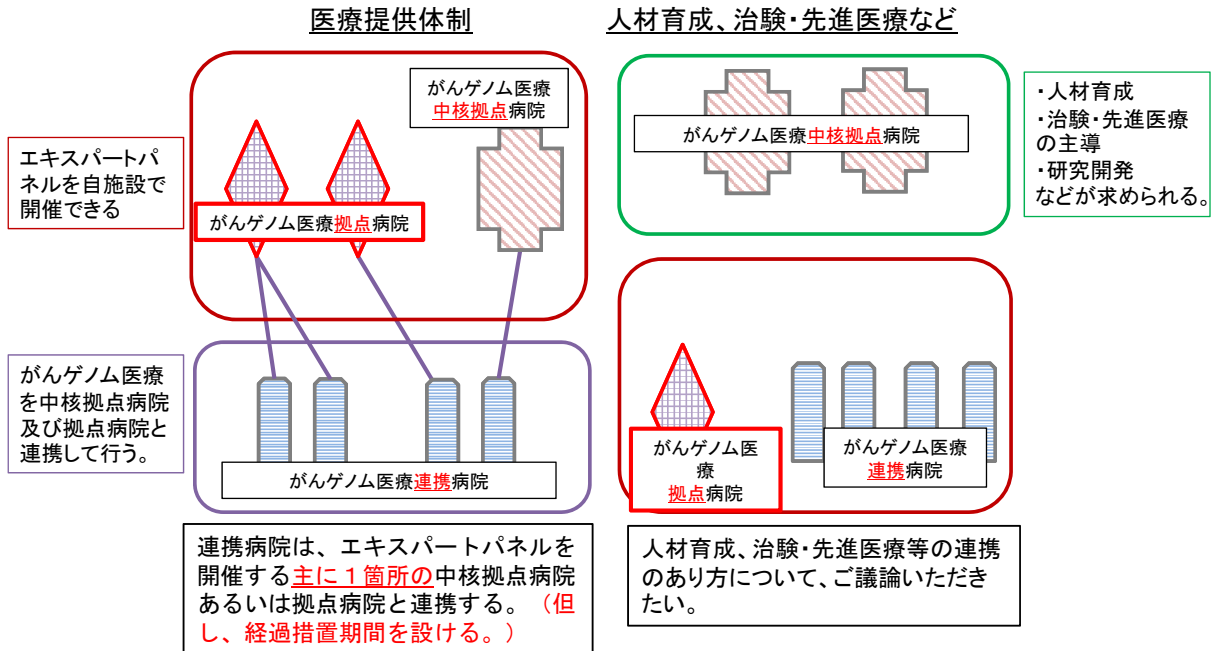 医療提供体制
人材育成、治験・先進医療など
がんゲノム医療
中核拠点病院
エキスパートパ
ネルを自施設で
開催できる
がんゲノム医療拠点病院
がんゲノム医療中核拠点病院
・人材育成
・治験・先進医療
の主導
・研究開発
などが求められる。
がんゲノム医療
を中核拠点病院
及び拠点病院と
連携して行う。
がんゲノム医療連携病院
がんゲノム医
療
拠点病院
がんゲノム医療
連携病院
連携病院は、エキスパートパネルを
開催する主に１箇所の中核拠点病院
あるいは拠点病院と連携する。（但
し、経過措置期間を設ける。）
人材育成、治験・先進医療等の連携
のあり方について、ご議論いただき
たい。